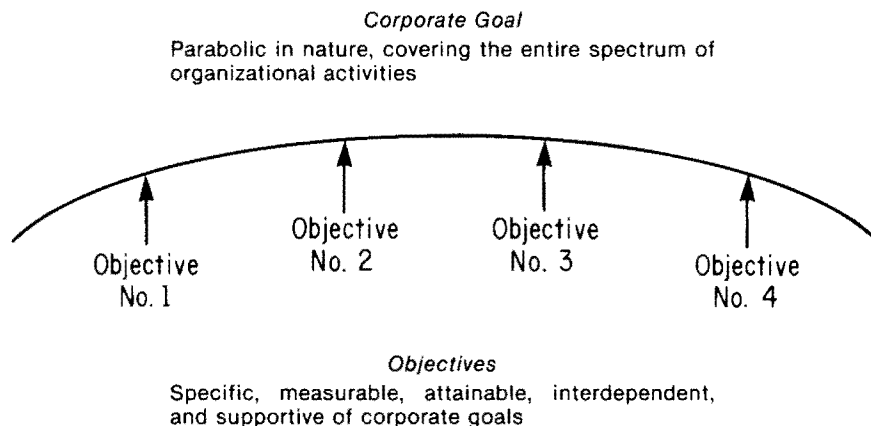 Corporate Goal
Parabolic in nature, covering the entire spectrum of
organizational activities
Objective
No. 1
Objective
No. 2
Objective
No. 3
Objective
No. 4
Objectives
Specific, measurable, attainable, interdependent,
and supportive of corporate goals